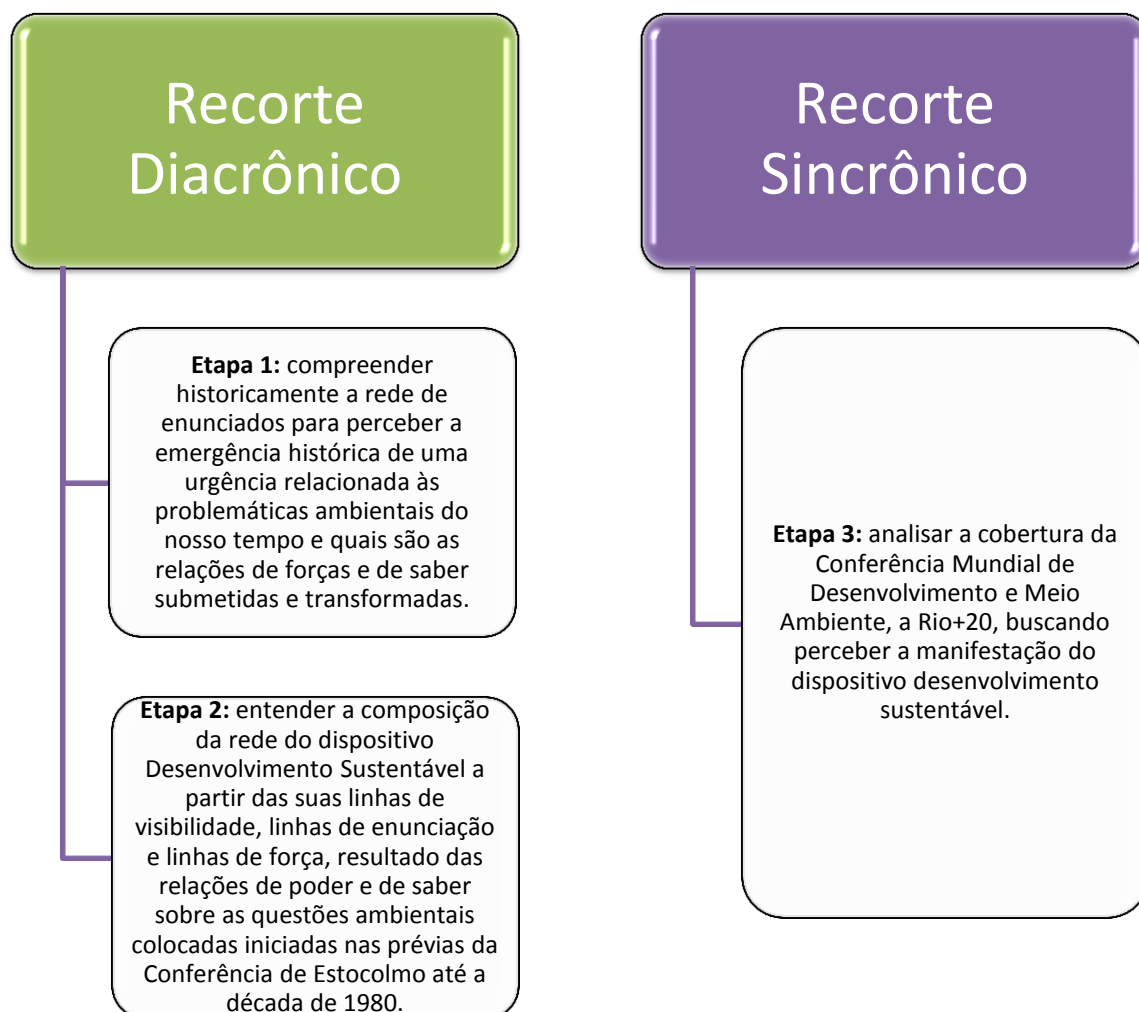 Recorte
Diacrônico
Etapa 1: compreender
historicamente a rede de
enunciados para perceber a
emergência histórica de uma
urgência relacionada às
problemáticas ambientais do
nosso tempo e quais são as
relações de forças e de saber
submetidas e transformadas.
Etapa 2: entender a composição
da rede do dispositivo
Desenvolvimento Sustentável a
partir das suas linhas de
visibilidade, linhas de enunciação
e linhas de força, resultado das
relações de poder e de saber
sobre as questões ambientais
colocadas iniciadas nas prévias da
Conferência de Estocolmo até a
década de 1980.
Recorte
Sincrônico
Etapa 3: analisar a cobertura da
Conferência Mundial de
Desenvolvimento e Meio
Ambiente, a Rio+20, buscando
perceber a manifestação do
dispositivo desenvolvimento
sustentável.